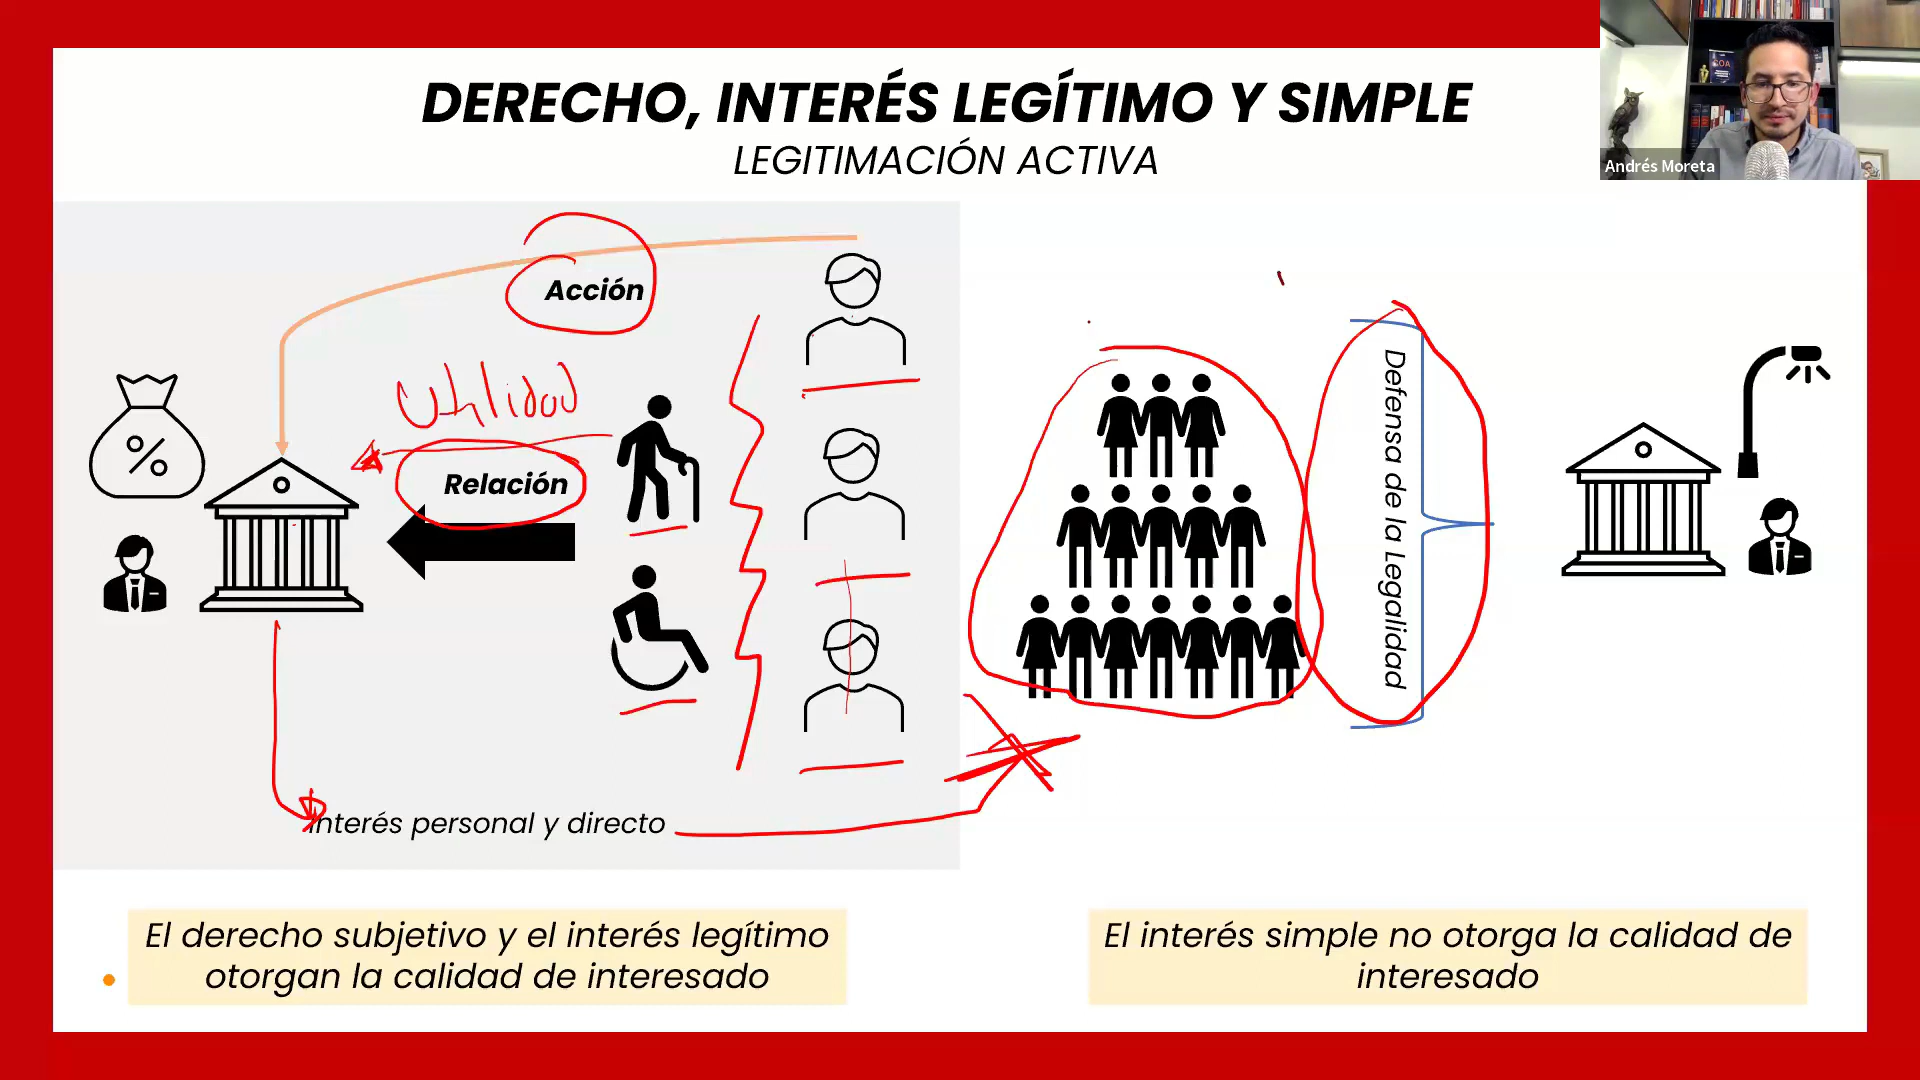 DERECHO, INTERÉS LEGÍTIMO Y SIMPLE
LEGITIMACIÓN ACTIVA
COA
Andrés Moreta
Acción
Utilidad
Relación
%
Defensa de la Legalidad
Interés personal y directo
El derecho subjetivo y el interés legítimo
otorgan la calidad de interesado
El interés simple no otorga la calidad de
interesado